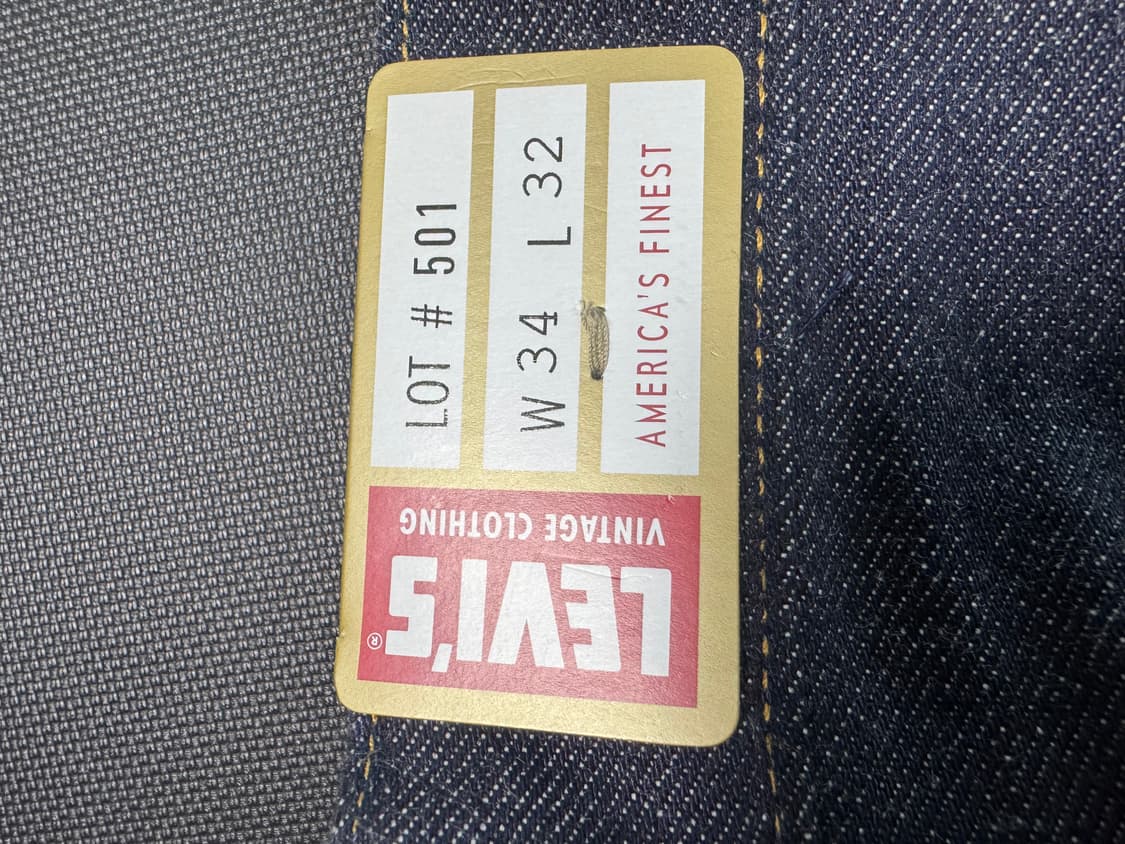 LEVI'S®
VINTAGE CLOTHING
LOT # 501
W 34 L 32
AMERICA'S FINEST